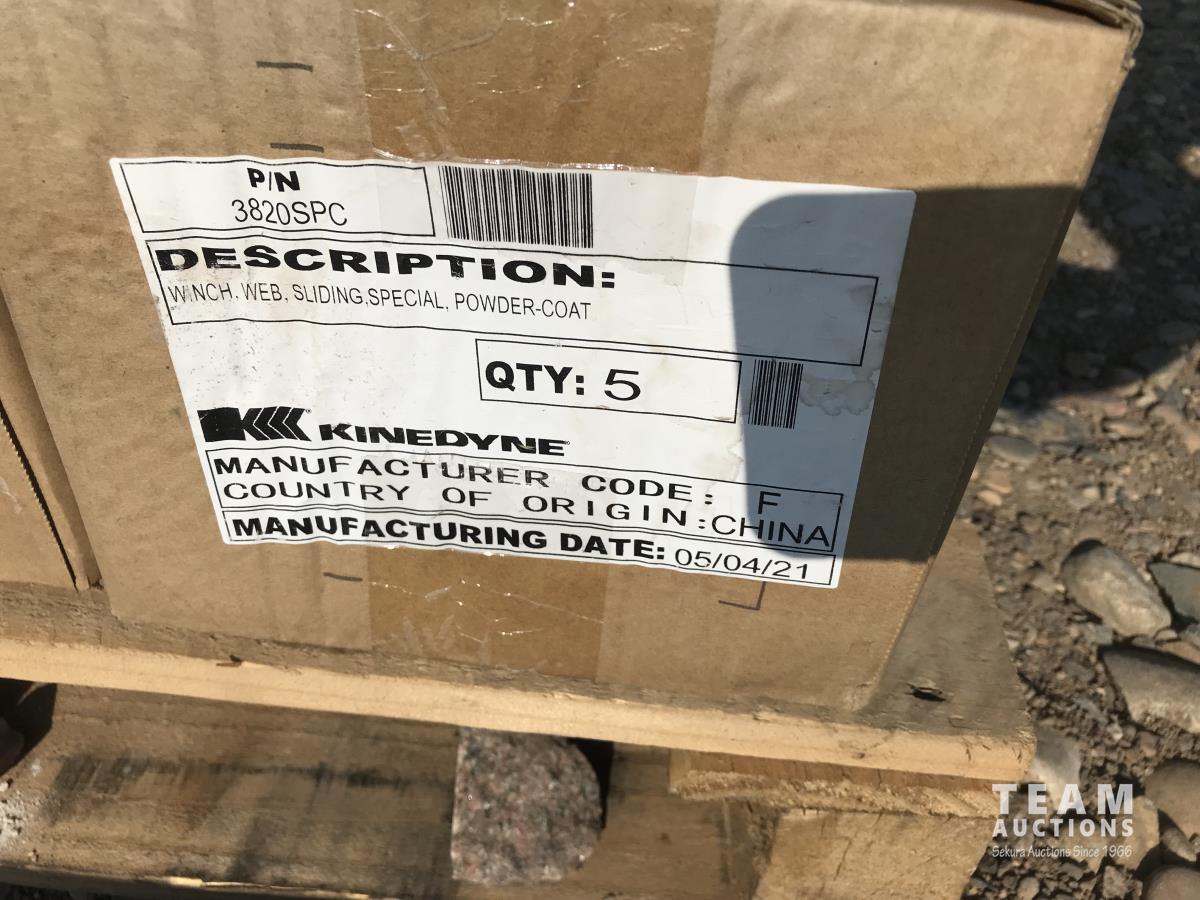 P/N
3820SPC
DESCRIPTION:
WINCH, WEB, SLIDING,SPECIAL, POWDER-COAT
QTY: 5
KINEDYNE
MANUFACTURER CODE: F
COUNTRY OF ORIGIN:CHINA
MANUFACTURING DATE: 05/04/21
TEAM
AUCTIONS
Sekura Auctions Since 1966